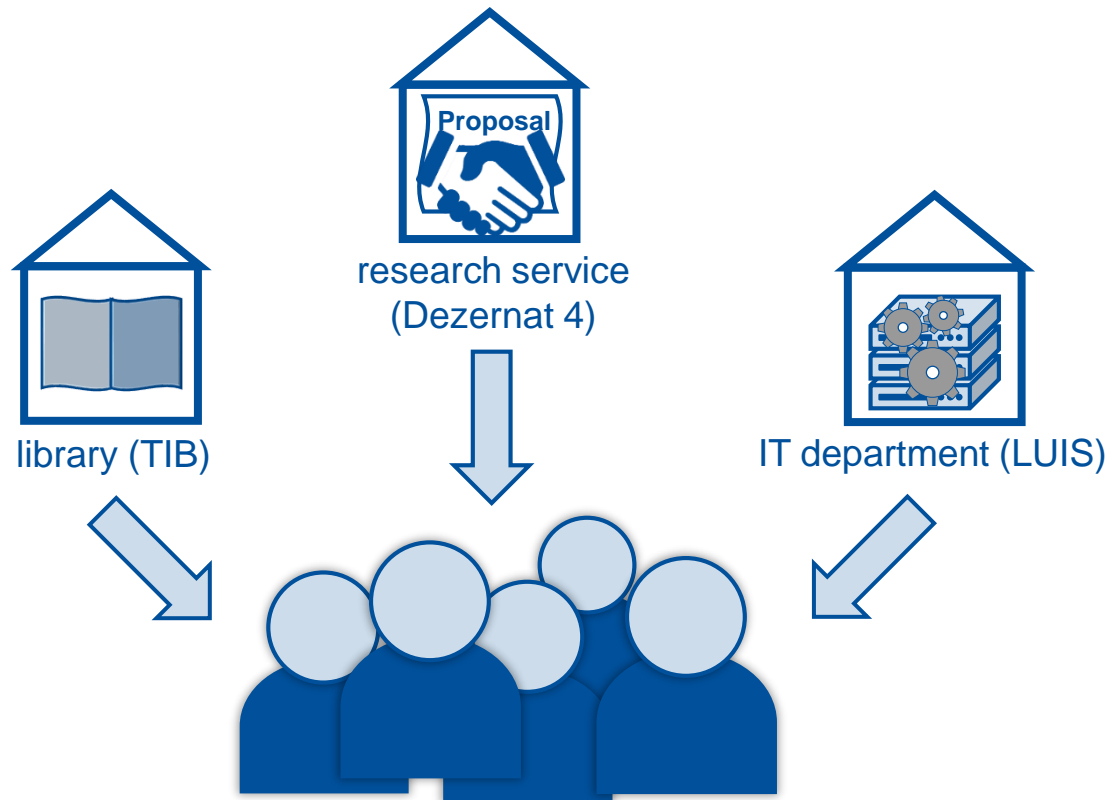 Proposal
research service
(Dezernat 4)
library (TIB)
IT department (LUIS)